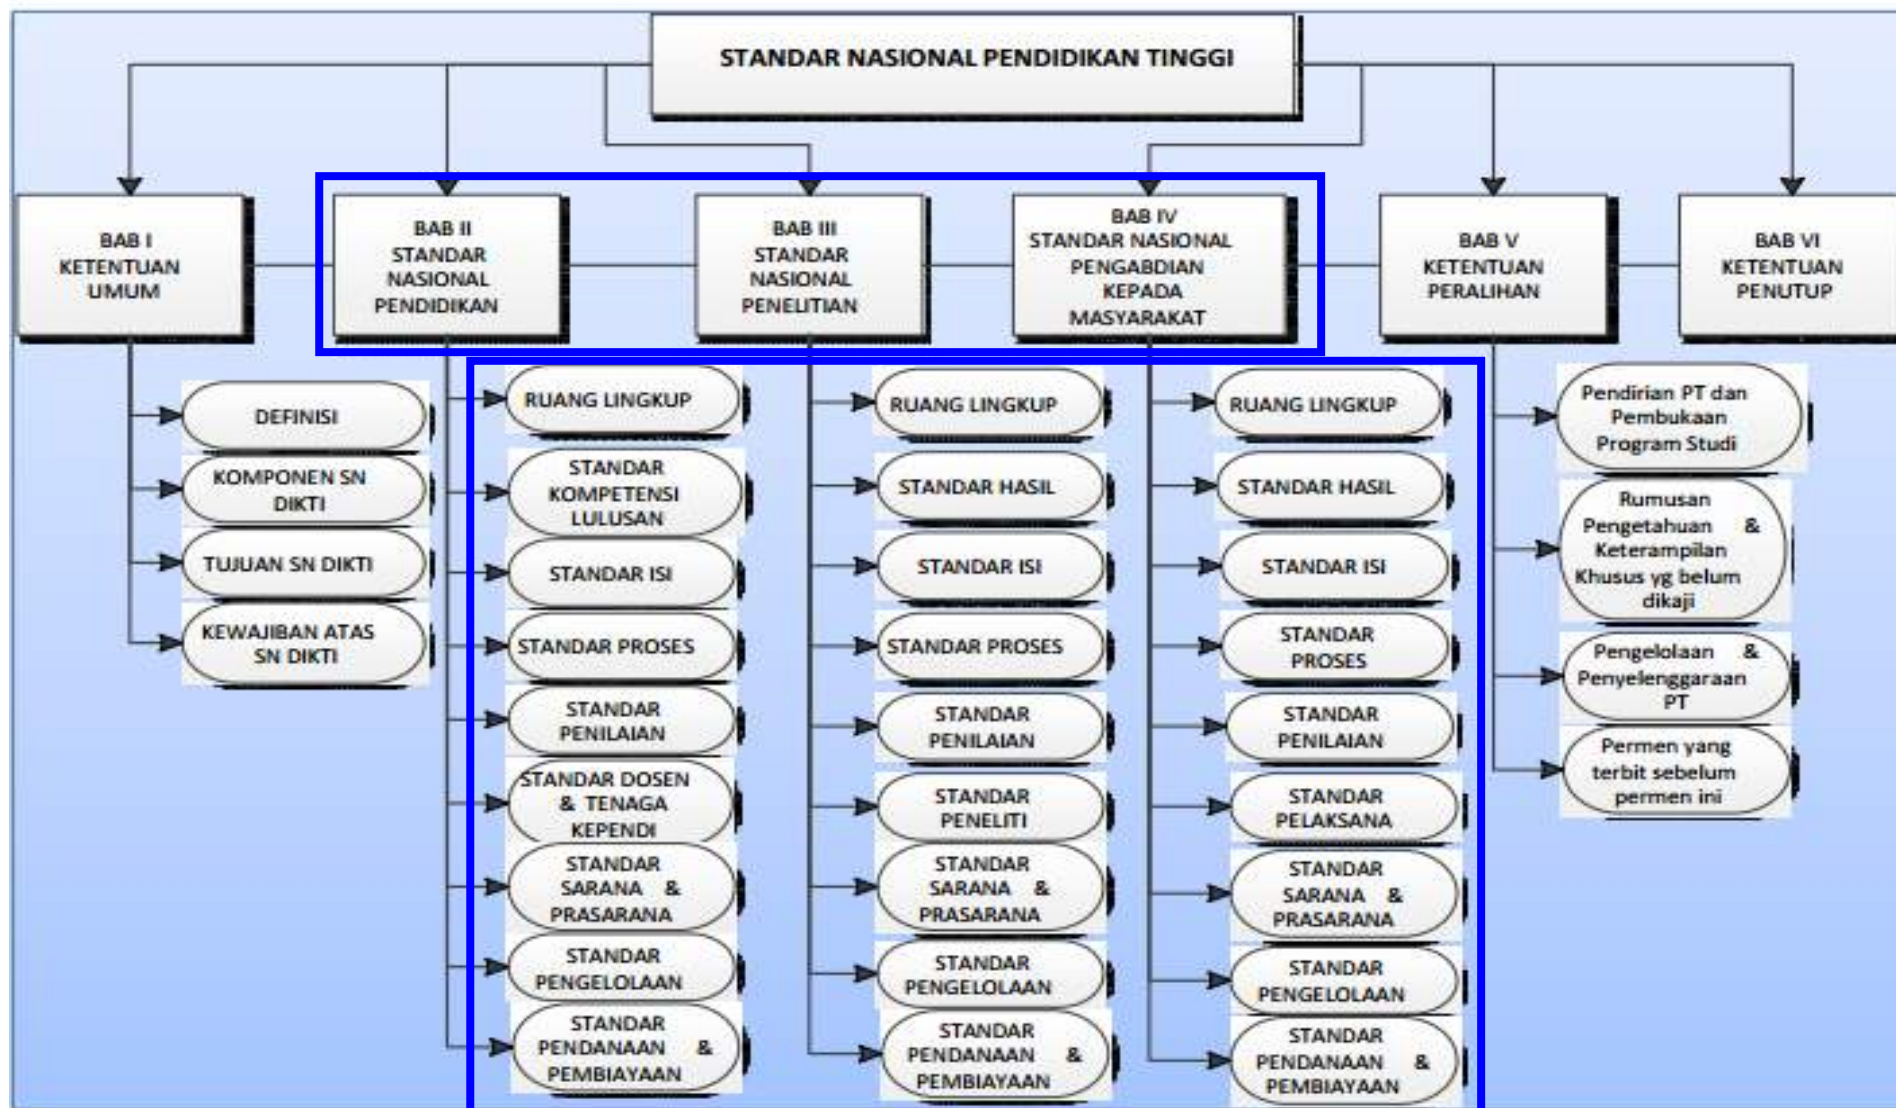 STANDAR NASIONAL PENDIDIKAN TINGGI
BAB I
KETENTUAN
UMUM
BAB II
STANDAR
NASIONAL
PENDIDIKAN
BAB III
STANDAR
NASIONAL
PENELITIAN
BAB IV
STANDAR NASIONAL
PENGABDIAN
KEPADA
MASYARAKAT
BAB V
KETENTUAN
PERALIHAN
BAB VI
KETENTUAN
PENUTUP
DEFINISI
KOMPONEN SN
DIKTI
TUJUAN SN DIKTI
KEWAJIBAN ATAS
SN DIKTI
RUANG LINGKUP
STANDAR
KOMPETENSI
LULUSAN
STANDAR ISI
STANDAR PROSES
STANDAR
PENILAIAN
STANDAR DOSEN
& TENAGA
KEPENDI
STANDAR
SARANA &
PRASARANA
STANDAR
PENGELOLAAN
STANDAR
PENDANAAN &
PEMBIAYAAN
RUANG LINGKUP
STANDAR HASIL
STANDAR ISI
STANDAR PROSES
STANDAR
PENILAIAN
STANDAR
PENELITI
STANDAR
SARANA &
PRASARANA
STANDAR
PENGELOLAAN
STANDAR
PENDANAAN &
PEMBIAYAAN
RUANG LINGKUP
STANDAR HASIL
STANDAR ISI
STANDAR
PROSES
STANDAR
PENILAIAN
STANDAR
PELAKSANA
STANDAR
SARANA &
PRASARANA
STANDAR
PENGELOLAAN
STANDAR
PENDANAAN &
PEMBIAYAAN
Pendirian PT dan
Pembukaan
Program Studi
Rumusan
Pengetahuan &
Keterampilan
Khusus yg belum
dikaji
Pengelolaan &
Penyelenggaraan
PT
Permen yang
terbit sebelum
permen ini